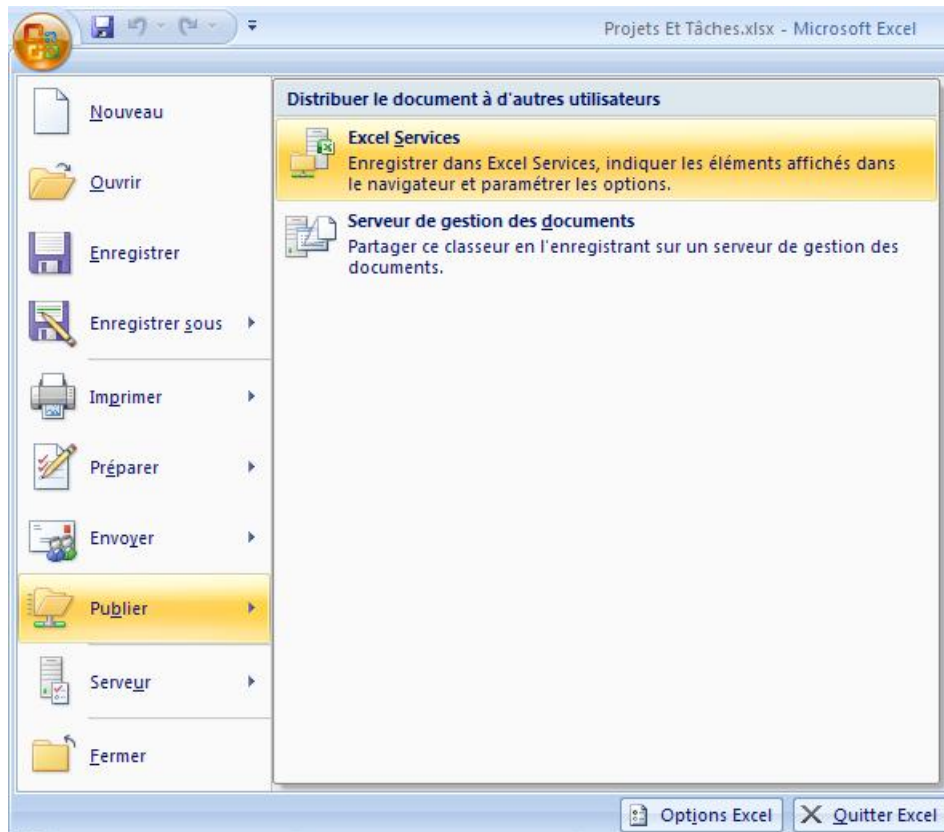 Projets Et Tâches.xlsx - Microsoft Excel
Nouveau
Ouvrir
Enregistrer
Enregistrer sous
Imprimer
Préparer
Envoyer
Publier
Serveur
Fermer
Distribuer le document à d'autres utilisateurs
Excel Services
Enregistrer dans Excel Services, indiquer les éléments affichés dans
le navigateur et paramétrer les options.
Serveur de gestion des documents
Partager ce classeur en l'enregistrant sur un serveur de gestion des
documents.
Options Excel
Quitter Excel